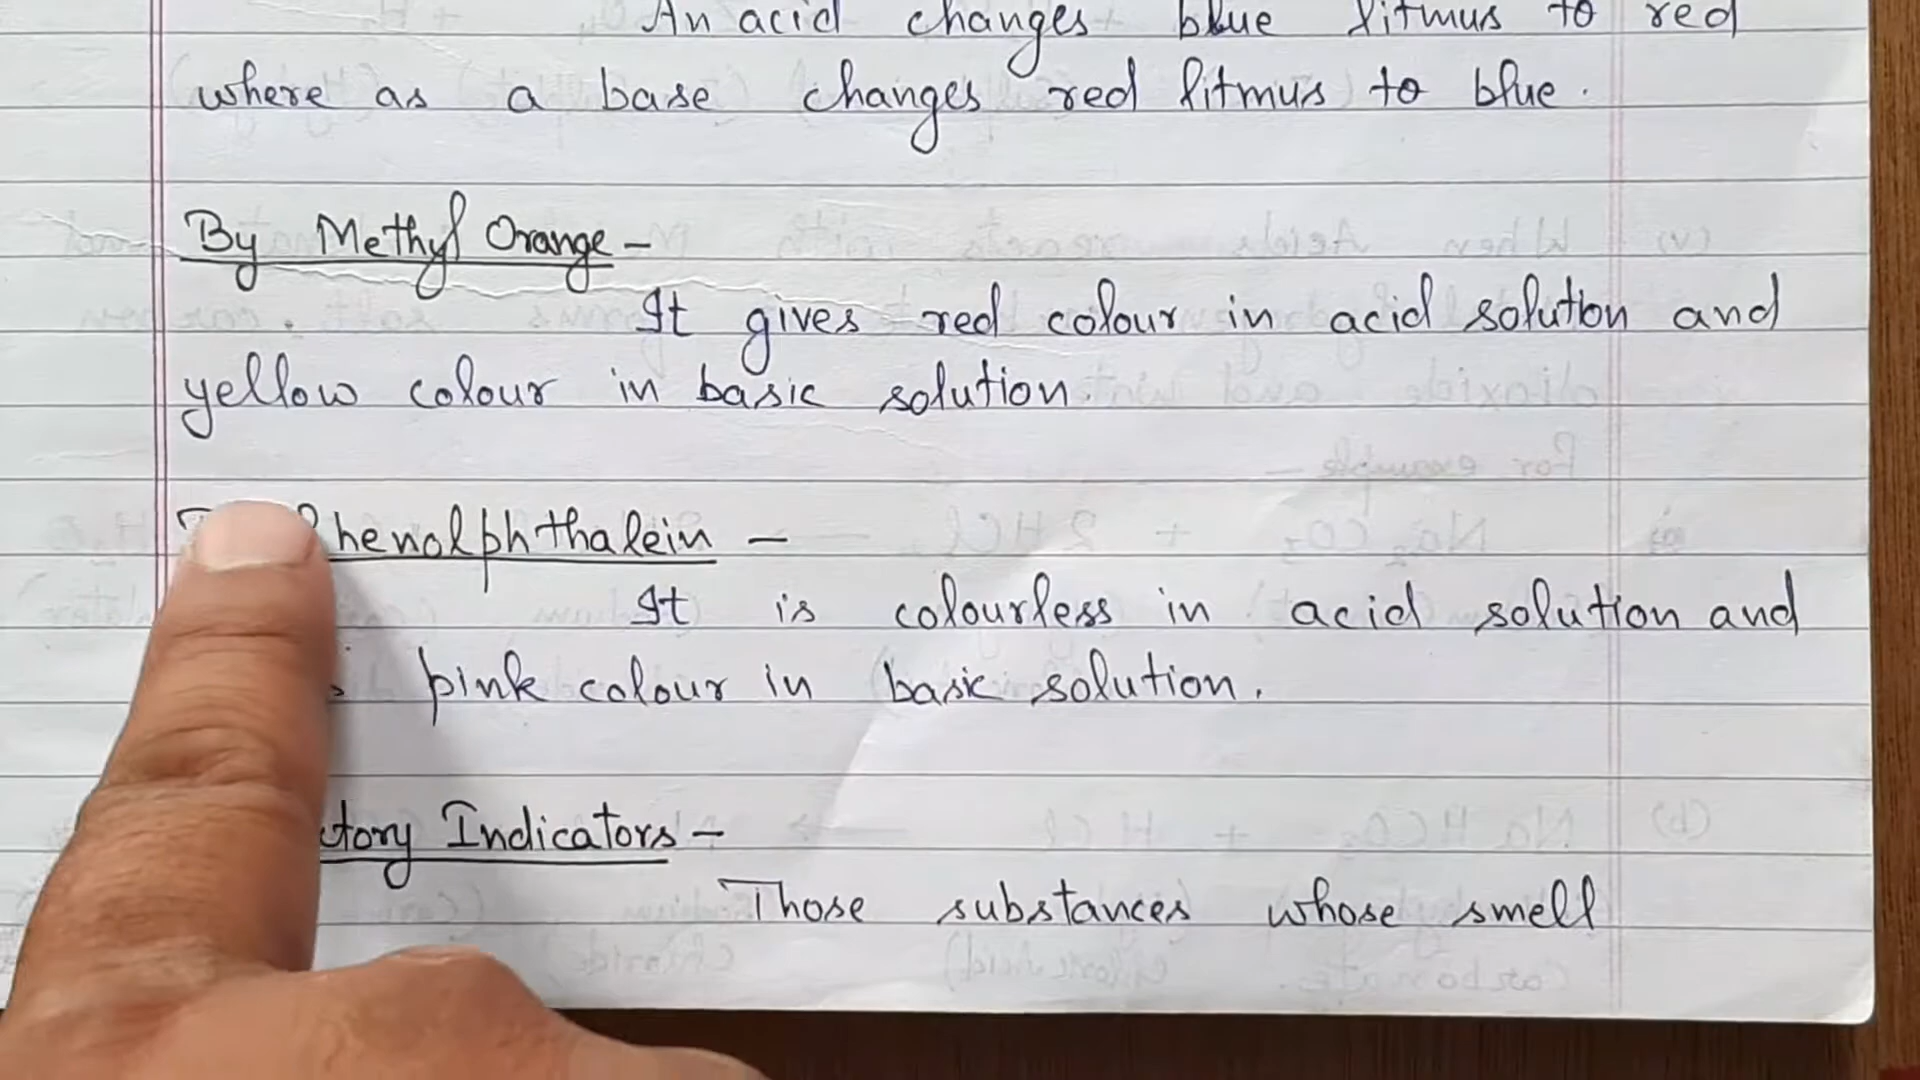 An acid changes blue litmus to red
where as a base changes red litmus to blue.
By Methyl Orange -
It gives red colour in acid solution and
yellow colour in basic solution.
henolphthalein -
It is colourless in acid solution and
pink colour in basic solution.
ctory Indicators -
Those substances whose smell